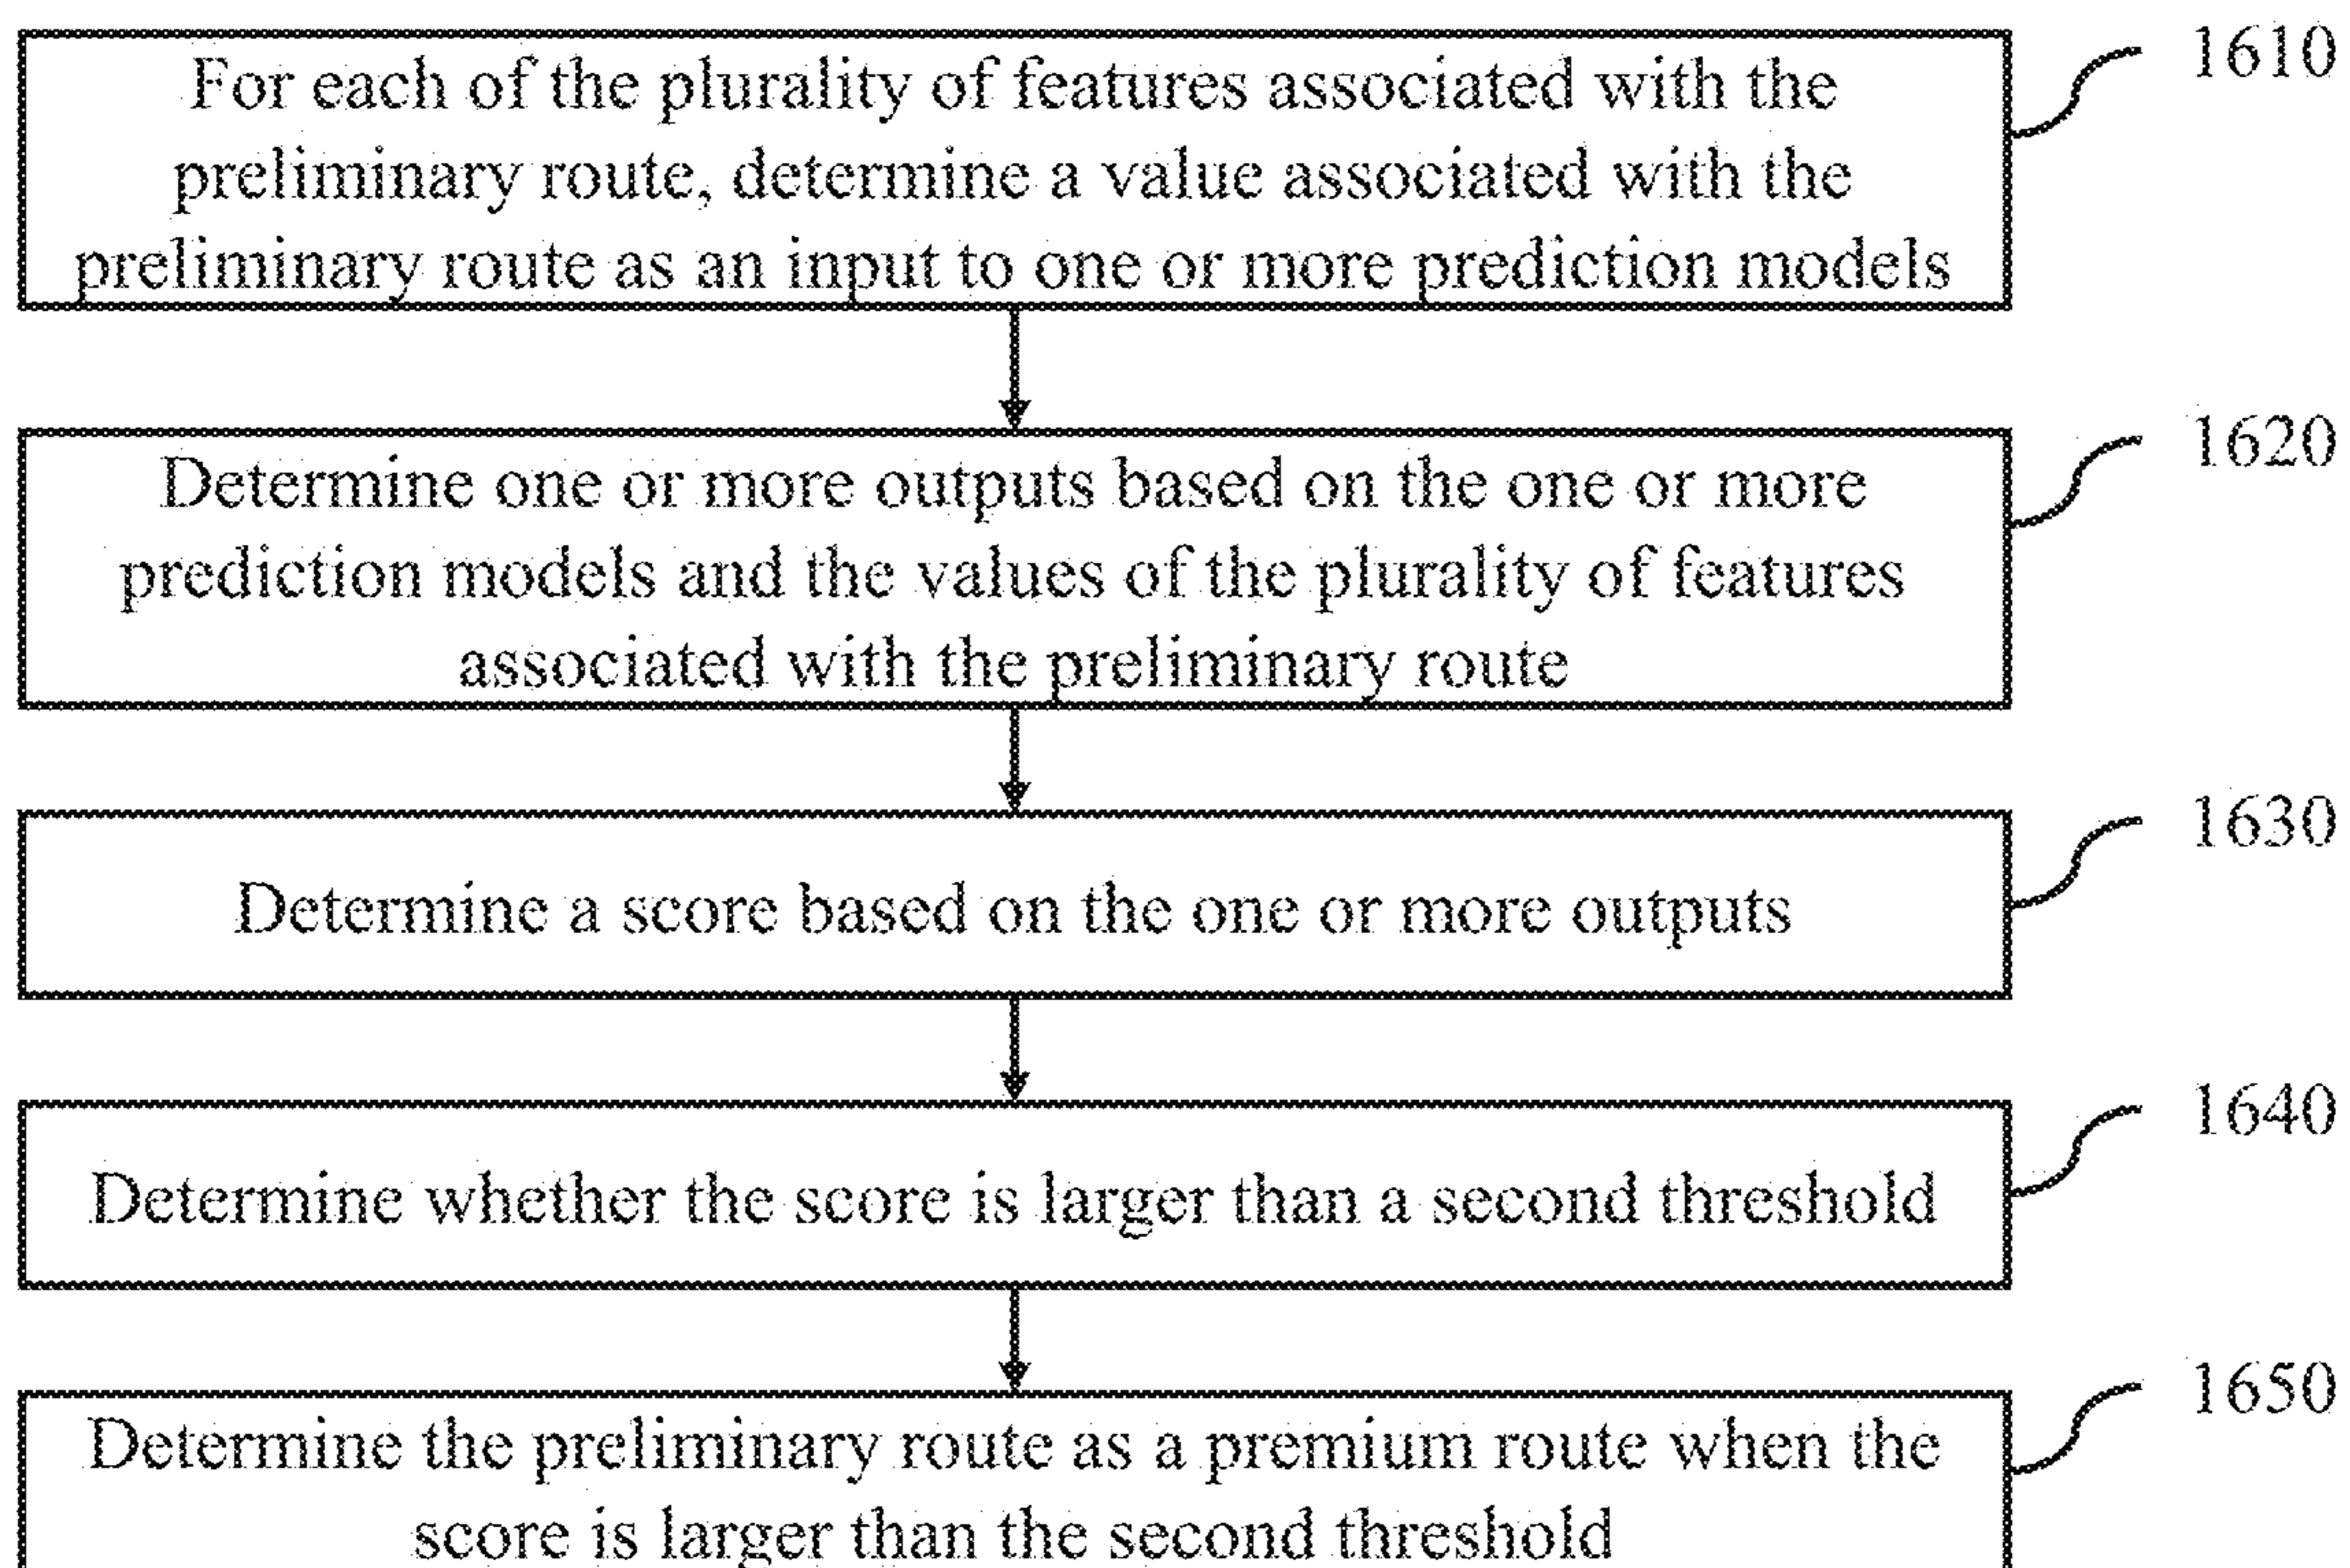 For each of the plurality of features associated with the
preliminary route, determine a value associated with the
preliminary route as an input to one or more prediction models
1610
Determine one or more outputs based on the one or more
prediction models and the values of the plurality of features
associated with the preliminary route
1620
Determine a score based on the one or more outputs
1630
Determine whether the score is larger than a second threshold
1640
Determine the preliminary route as a premium route when the
score is larger than the second threshold
1650